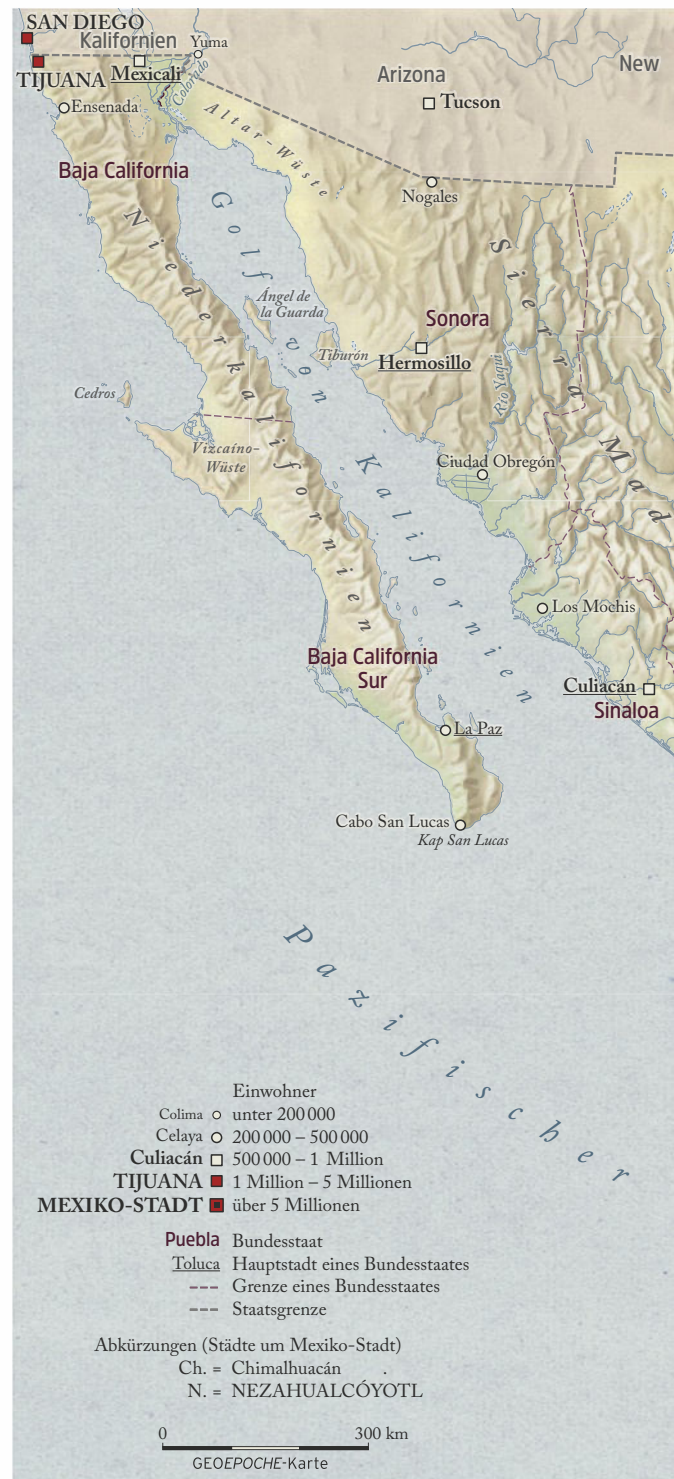 SAN DIEGO
Kalifornien
Yuma
Arizona
New
TIJUANA
Mexicali
Colorado
Tucson
Ensenada
Altar-Wüste
Baja California
Nogales
Golf von Kalifornien
Niederkalifornien
Sierra Mad
Ángel de
la Guarda
Sonora
Tiburón
Hermosillo
Río Yaqui
Cedros
Vizcaíno-
Wüste
Ciudad Obregón
Los Mochis
Baja California
Sur
Culiacán
Sinaloa
La Paz
Cabo San Lucas
Kap San Lucas
Pazifischer
Einwohner
Colima unter 200 000
Celaya 200 000 – 500 000
Culiacán 500 000 – 1 Million
TIJUANA 1 Million – 5 Millionen
MEXIKO-STADT über 5 Millionen
Puebla Bundesstaat
Toluca Hauptstadt eines Bundesstaates
Grenze eines Bundesstaates
Staatsgrenze
Abkürzungen (Städte um Mexiko-Stadt)
Ch. = Chimalhuacán .
N. = NEZAHUALCÓYOTL
0 300 km
GEOEPOCHE-Karte